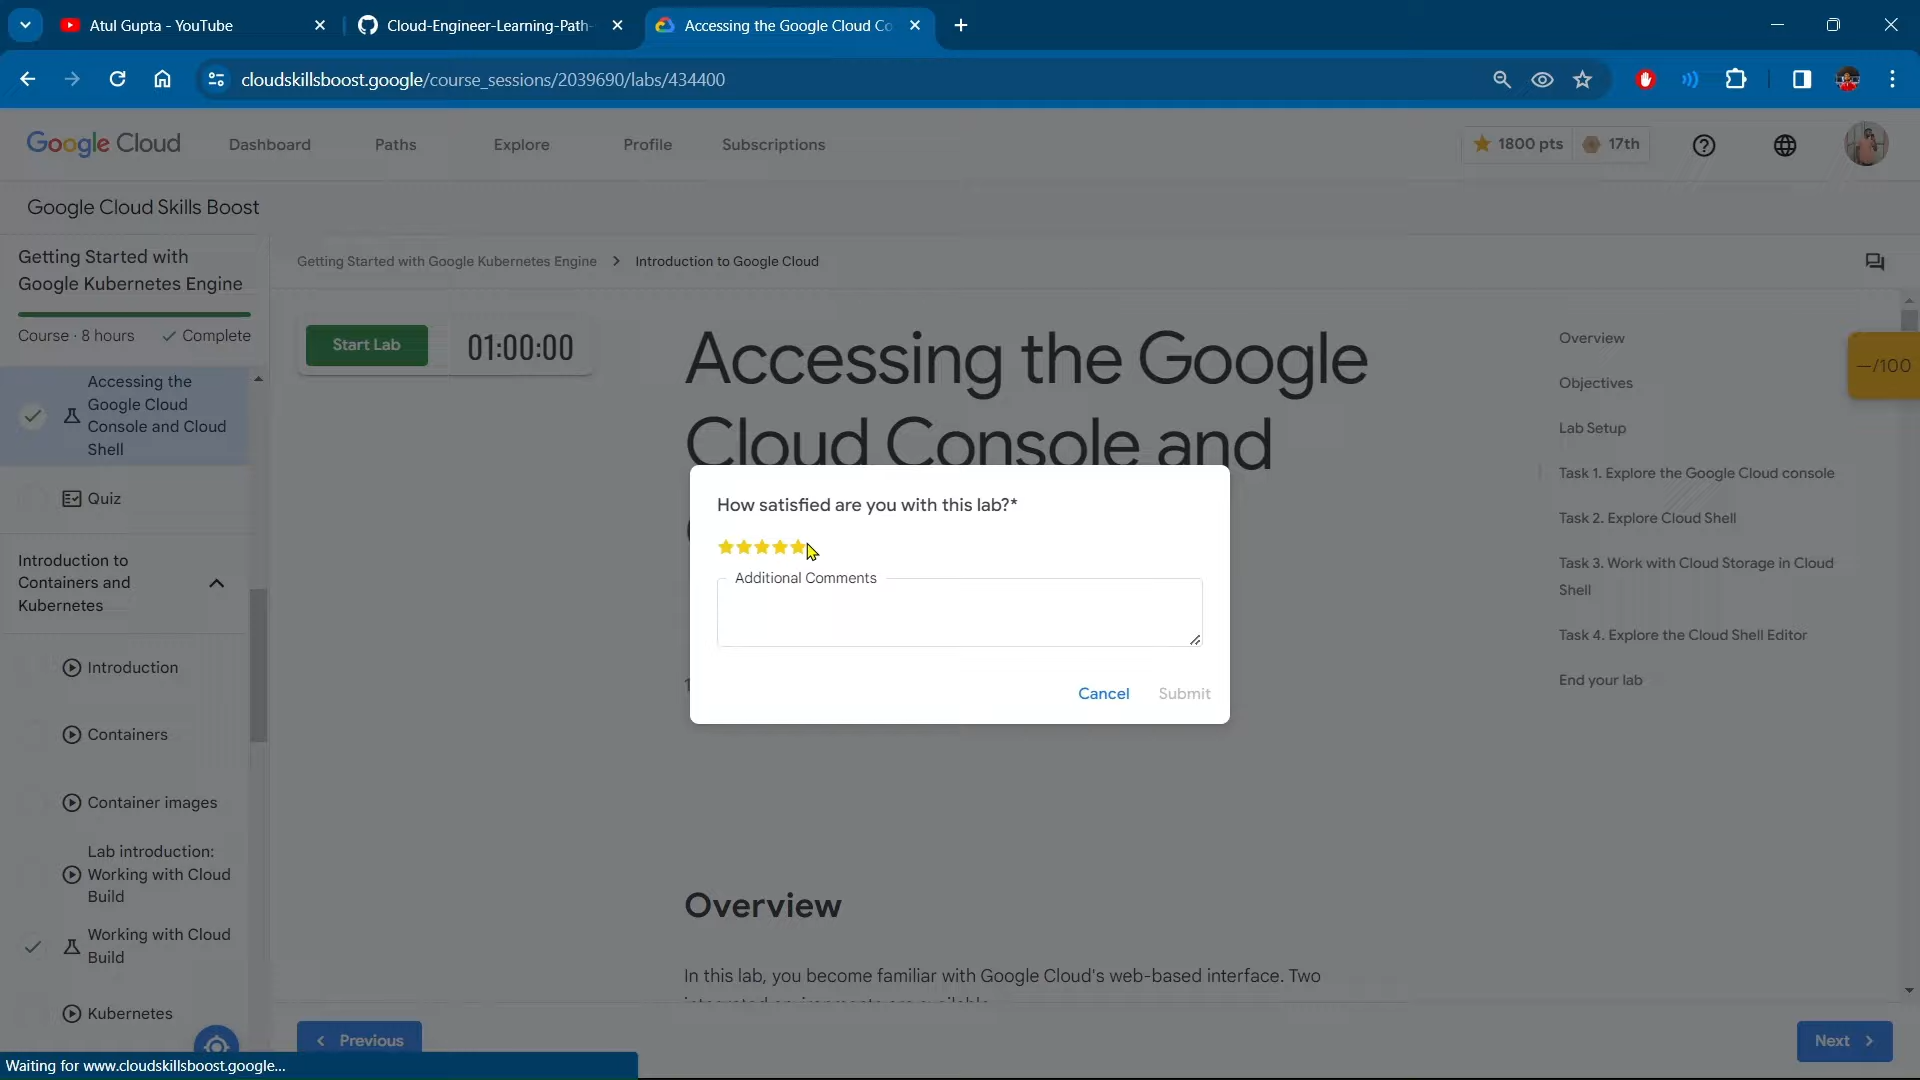 Atul Gupta - YouTube
Cloud-Engineer-Learning-Path-
Accessing the Google Cloud Co
cloudskillsboost.google/course_sessions/2039690/labs/434400
Google Cloud
Dashboard
Paths
Explore
Profile
Subscriptions
1800 pts
17th
Google Cloud Skills Boost
Getting Started with
Google Kubernetes Engine
Course · 8 hours
Complete
Accessing the
Google Cloud
Console and Cloud
Shell
Quiz
Introduction to
Containers and
Kubernetes
Introduction
Containers
Container images
Lab introduction:
Working with Cloud
Build
Working with Cloud
Build
Kubernetes
Getting Started with Google Kubernetes Engine
Introduction to Google Cloud
Start Lab
01:00:00
Accessing the Google
Cloud Console and
How satisfied are you with this lab?*
Additional Comments
Cancel
Submit
Overview
In this lab, you become familiar with Google Cloud's web-based interface. Two
Overview
Objectives
Lab Setup
Task 1. Explore the Google Cloud console
Task 2. Explore Cloud Shell
Task 3. Work with Cloud Storage in Cloud
Shell
Task 4. Explore the Cloud Shell Editor
End your lab
—/100
Previous
Next
Waiting for www.cloudskillsboost.google...